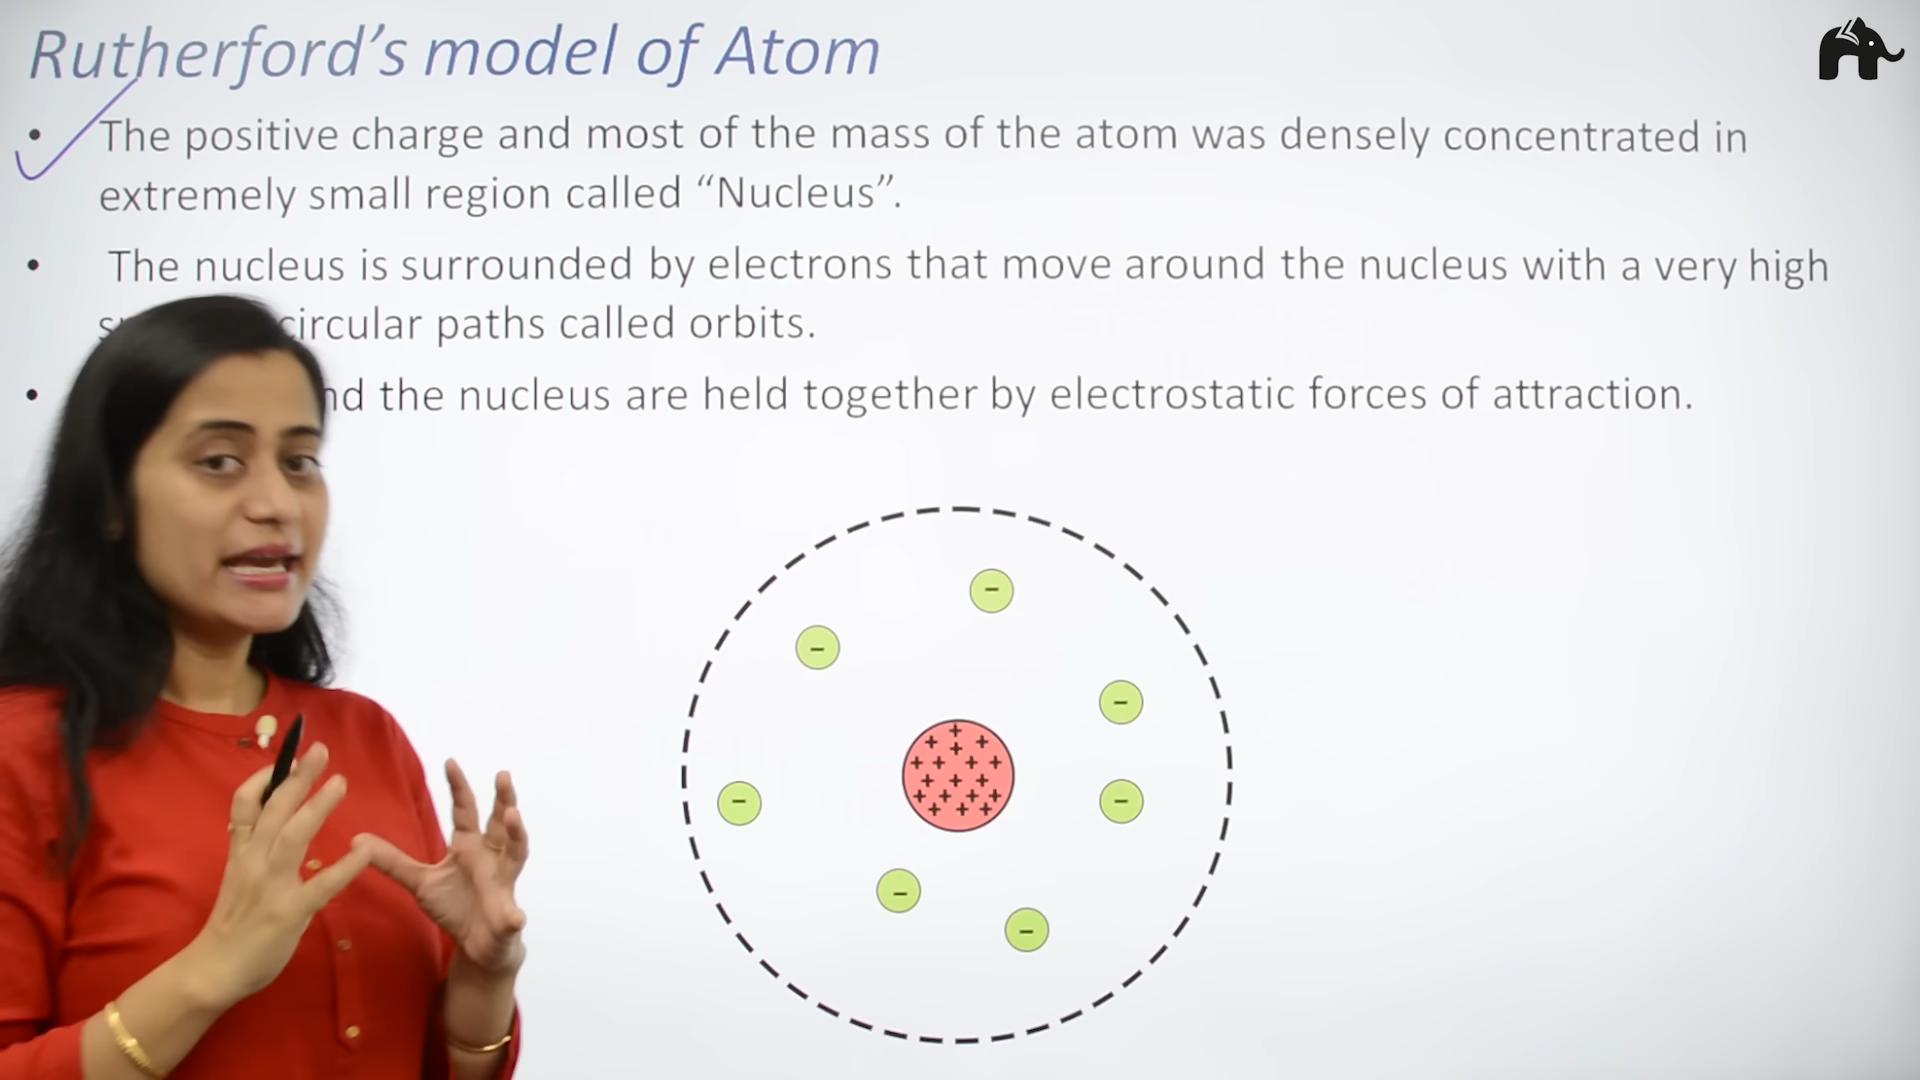 Rutherford’s model of Atom
• The positive charge and most of the mass of the atom was densely concentrated in
extremely small region called “Nucleus”.
• The nucleus is surrounded by electrons that move around the nucleus with a very high
circular paths called orbits.
• the nucleus are held together by electrostatic forces of attraction.
−
−
−
+
+ +
+
+ + + +
+ + +
+ + + +
+ + +
−
−
−
−